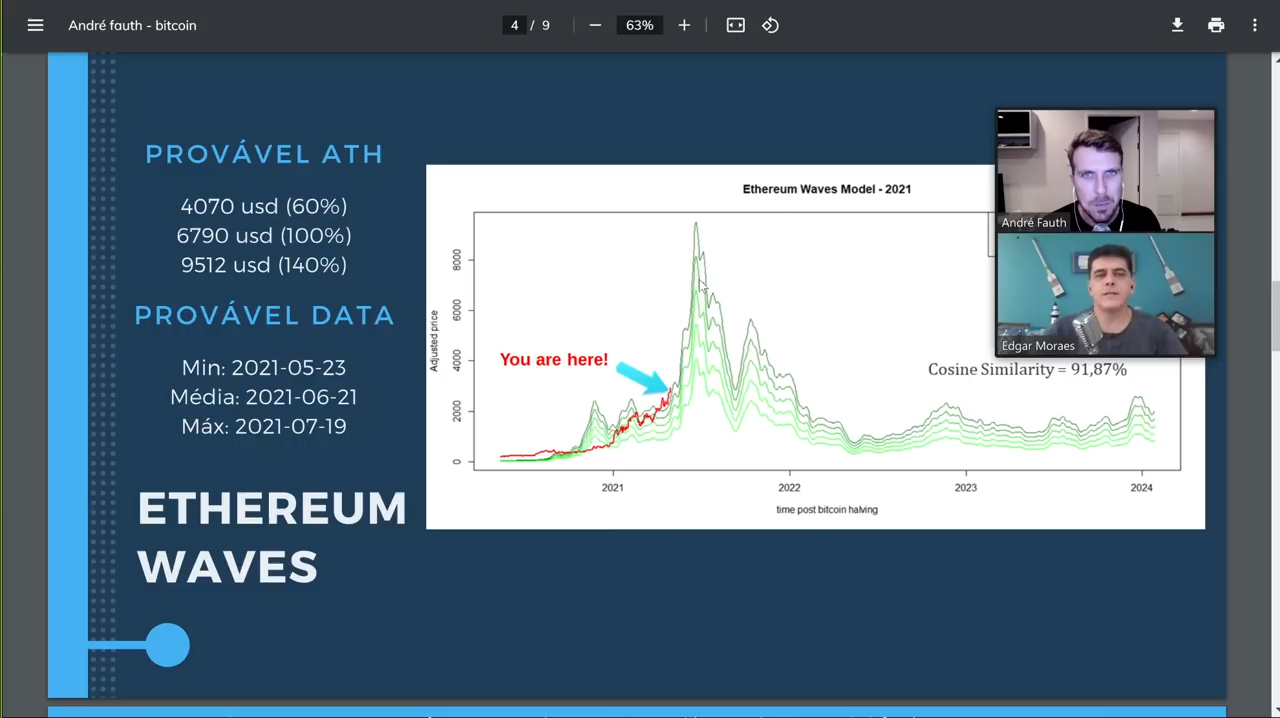 André fauth - bitcoin
4 / 9
63%
PROVÁVEL ATH
4070 usd (60%)
6790 usd (100%)
9512 usd (140%)
PROVÁVEL DATA
Min: 2021-05-23
Média: 2021-06-21
Máx: 2021-07-19
ETHEREUM
WAVES
Ethereum Waves Model - 2021
Adjusted price
8000
6000
4000
2000
0
You are here!
Cosine Similarity = 91,87%
2021
2022
2023
2024
time post bitcoin halving
André Fauth
Edgar Moraes